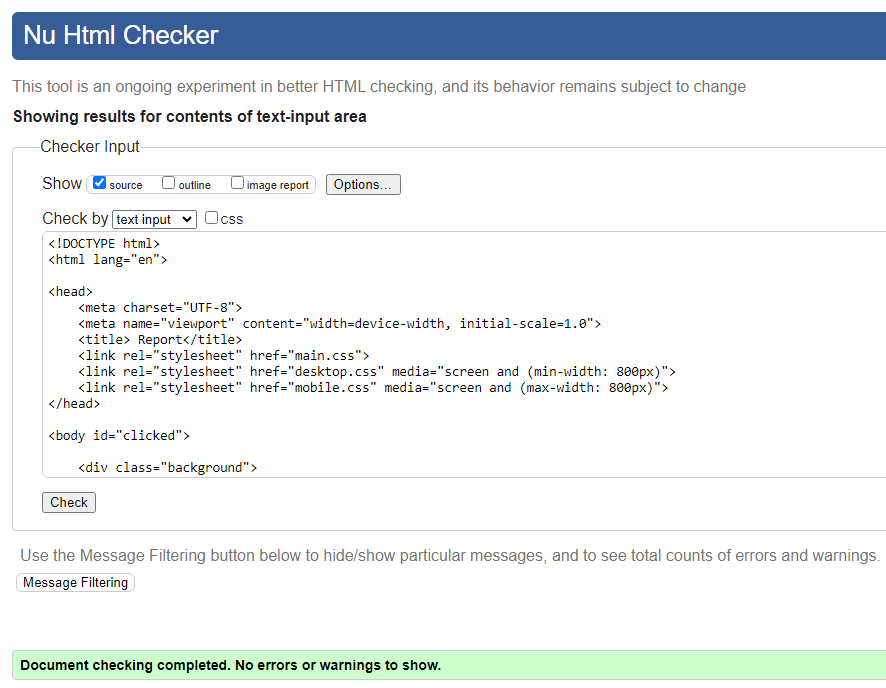 Nu Html Checker
This tool is an ongoing experiment in better HTML checking, and its behavior remains subject to change
Showing results for contents of text-input area
Checker Input
Show source outline image report Options...
Check by text input css
<!DOCTYPE html>
<html lang="en">
<head>
    <meta charset="UTF-8">
    <meta name="viewport" content="width=device-width, initial-scale=1.0">
    <title> Report</title>
    <link rel="stylesheet" href="main.css">
    <link rel="stylesheet" href="desktop.css" media="screen and (min-width: 800px)">
    <link rel="stylesheet" href="mobile.css" media="screen and (max-width: 800px)">
</head>
<body id="clicked">
    <div class="background">
Check
Use the Message Filtering button below to hide/show particular messages, and to see total counts of errors and warnings.
Message Filtering
Document checking completed. No errors or warnings to show.